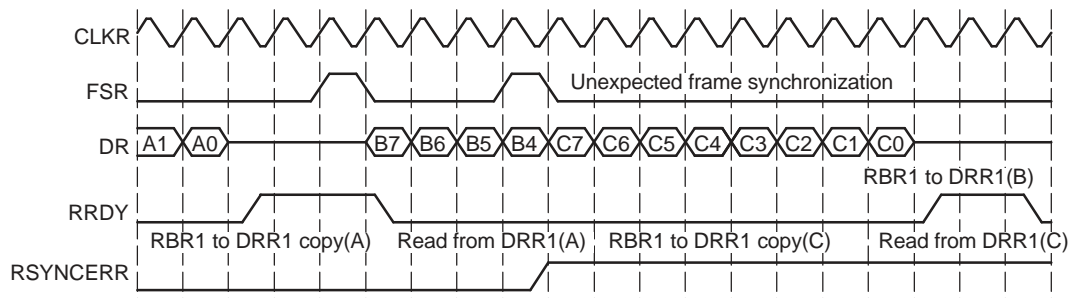 CLKR
FSR
Unexpected frame synchronization
DR A1 A0 B7 B6 B5 B4 C7 C6 C5 C4 C3 C2 C1 C0
RBR1 to DRR1(B)
RRDY
RBR1 to DRR1 copy(A) Read from DRR1(A) RBR1 to DRR1 copy(C) Read from DRR1(C)
RSYNCERR